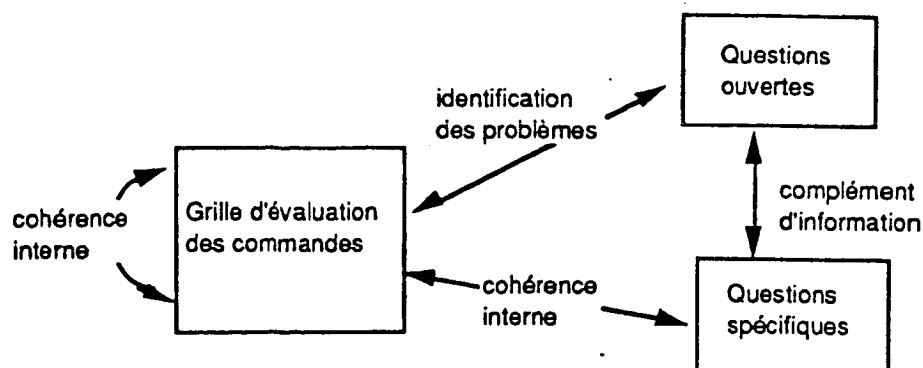 Questions
ouvertes
identification
des problèmes
complément
d'information
cohérence
interne
Grille d'évaluation
des commandes
cohérence
interne
Questions
spécifiques